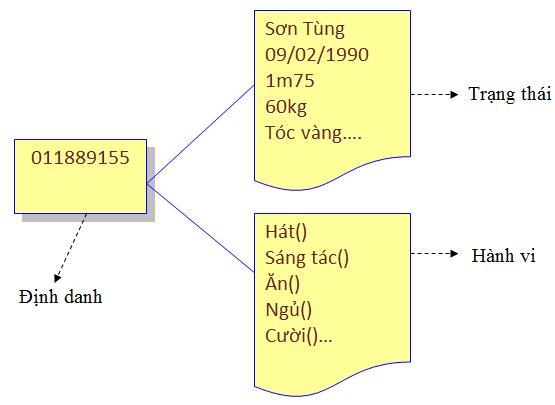 011889155
Định danh
Sơn Tùng
09/02/1990
1m75
60kg
Tóc vàng....
Trạng thái
Hát()
Sáng tác()
Ăn()
Ngủ()
Cười()...
Hành vi